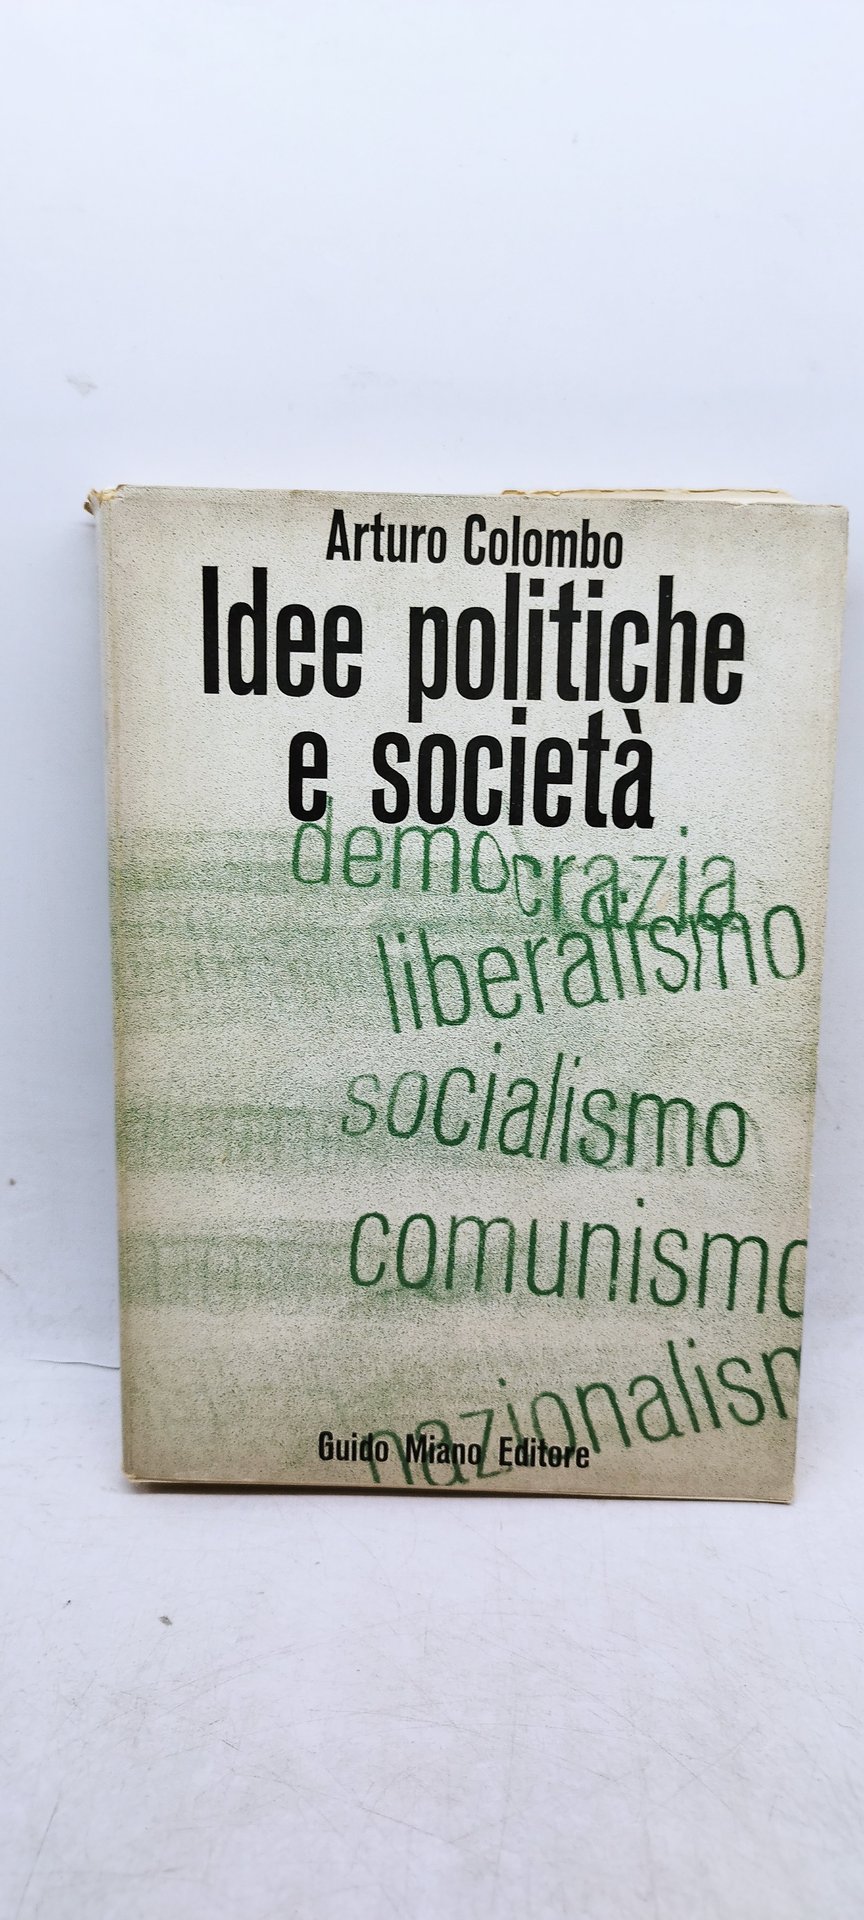 Arturo Colombo
Idee politiche
e società
democrazia
liberalismo
socialismo
comunismo
nazionalism
Guido Miano Editore